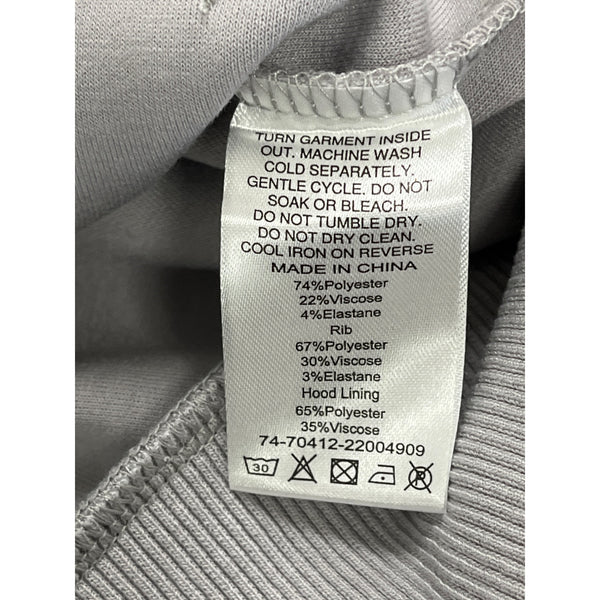 TURN GARMENT INSIDE
OUT. MACHINE WASH
COLD SEPARATELY.
GENTLE CYCLE. DO NOT
SOAK OR BLEACH.
DO NOT TUMBLE DRY.
DO NOT DRY CLEAN.
COOL IRON ON REVERSE
MADE IN CHINA
74%Polyester
22%Viscose
4%Elastane
Rib
67%Polyester
30%Viscose
3%Elastane
Hood Lining
65%Polyester
35%Viscose
74-70412-22004909
30 P